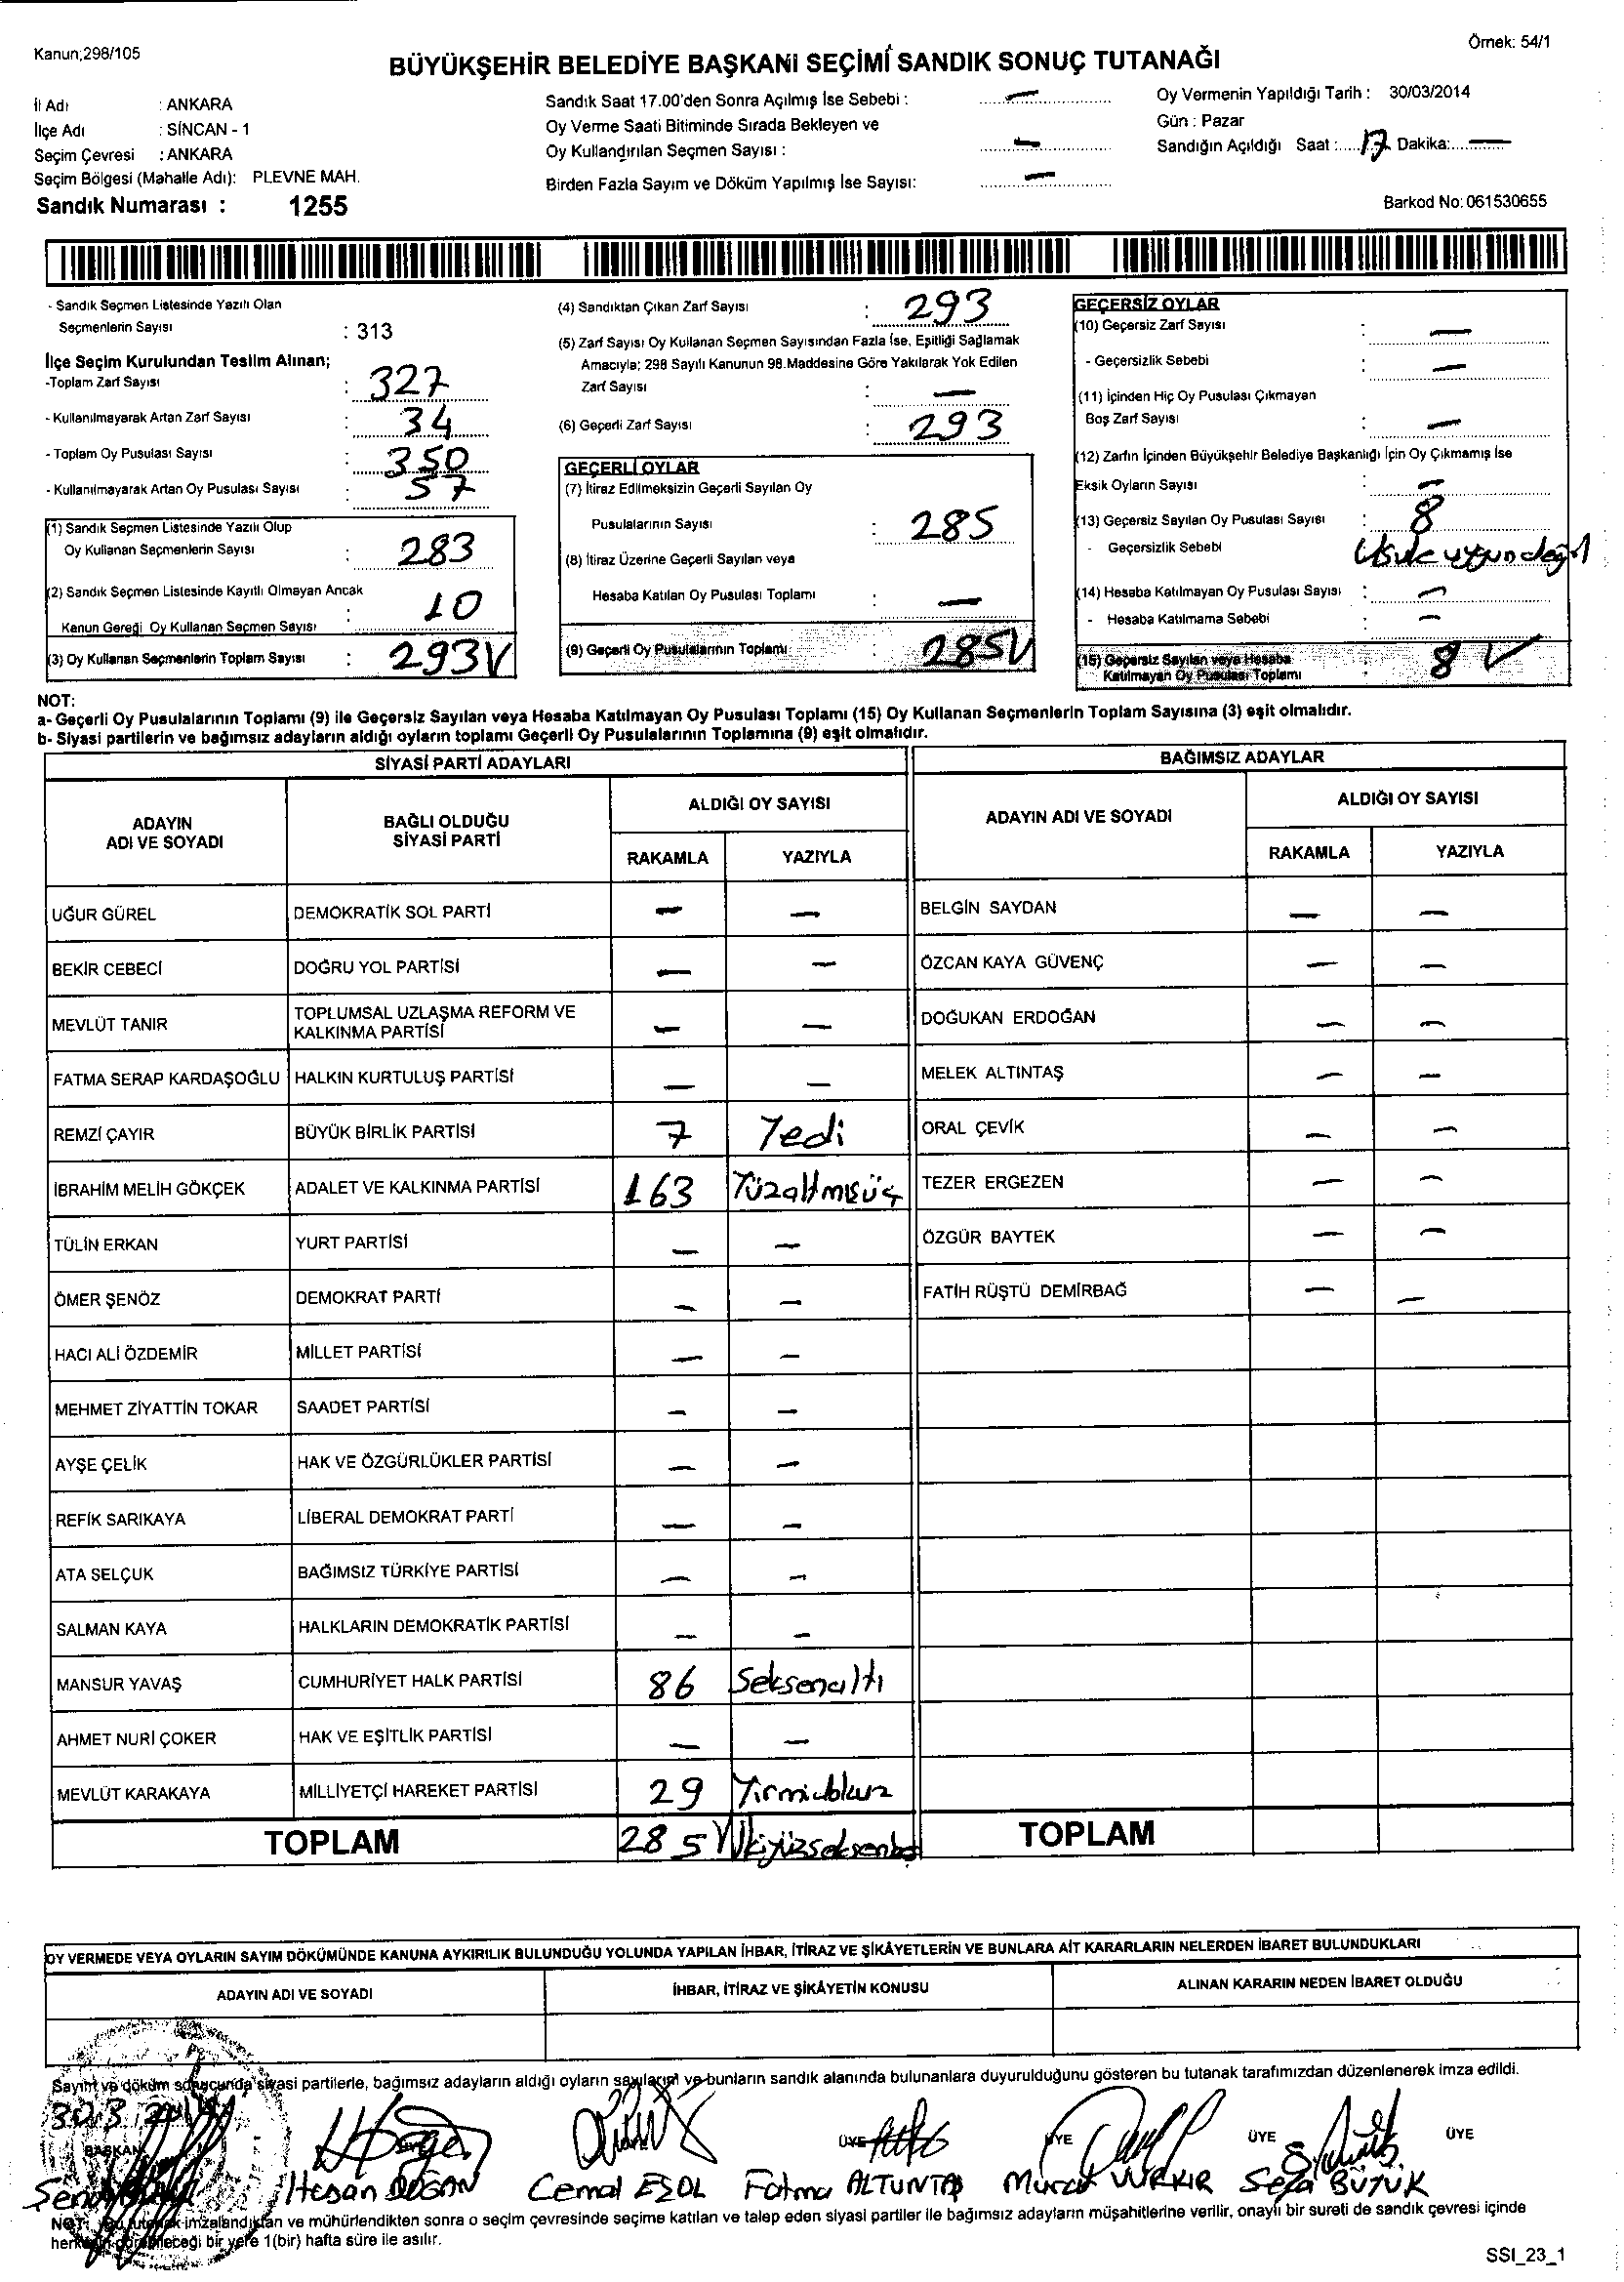 Kanun;298/105
Örnek: 54/1
BÜYÜKŞEHİR BELEDİYE BAŞKANI SEÇİMİ SANDIK SONUÇ TUTANAĞI
İl Adı : ANKARA
İlçe Adı : SİNCAN - 1
Seçim Çevresi : ANKARA
Seçim Bölgesi (Mahalle Adı): PLEVNE MAH.
Sandık Numarası : 1255
Sandık Saat 17.00'den Sonra Açılmış İse Sebebi : —
Oy Verme Saati Bitiminde Sırada Bekleyen ve
Oy Kullandırılan Seçmen Sayısı : —
Birden Fazla Sayım ve Döküm Yapılmış İse Sayısı: —
Oy Vermenin Yapıldığı Tarih : 30/03/2014
Gün : Pazar
Sandığın Açıldığı Saat : 17 Dakika: —
Barkod No: 061530655
- Sandık Seçmen Listesinde Yazılı Olan
Seçmenlerin Sayısı : 313
İlçe Seçim Kurulundan Teslim Alınan;
-Toplam Zarf Sayısı : 327
- Kullanılmayarak Artan Zarf Sayısı : 34
- Toplam Oy Pusulası Sayısı : 350
- Kullanılmayarak Artan Oy Pusulası Sayısı : 57
(1) Sandık Seçmen Listesinde Yazılı Olup
Oy Kullanan Seçmenlerin Sayısı : 283
(2) Sandık Seçmen Listesinde Kayıtlı Olmayan Ancak
Kanun Gereği Oy Kullanan Seçmen Sayısı : 10
(3) Oy Kullanan Seçmenlerin Toplam Sayısı : 293
(4) Sandıktan Çıkan Zarf Sayısı : 293
(5) Zarf Sayısı Oy Kullanan Seçmen Sayısından Fazla İse, Eşitliği Sağlamak
Amacıyla; 298 Sayılı Kanunun 98.Maddesine Göre Yakılarak Yok Edilen
Zarf Sayısı : —
(6) Geçerli Zarf Sayısı : 293
GEÇERLİ OYLAR
(7) İtiraz Edilmeksizin Geçerli Sayılan Oy
Pusulalarının Sayısı : 285
(8) İtiraz Üzerine Geçerli Sayılan veya
Hesaba Katılan Oy Pusulası Toplamı : —
(9) Geçerli Oy Pusulalarının Toplamı : 285
GEÇERSİZ OYLAR
(10) Geçersiz Zarf Sayısı : —
- Geçersizlik Sebebi : —
(11) İçinden Hiç Oy Pusulası Çıkmayan
Boş Zarf Sayısı : —
(12) Zarfın İçinden Büyükşehir Belediye Başkanlığı İçin Oy Çıkmamış İse
Eksik Oyların Sayısı : —
(13) Geçersiz Sayılan Oy Pusulası Sayısı : 8
- Geçersizlik Sebebi Usule uygun değil
(14) Hesaba Katılmayan Oy Pusulası Sayısı : —
- Hesaba Katılmama Sebebi : —
(15) Geçersiz Sayılan veya Hesaba
Katılmayan Oy Pusulası Toplamı : 8
NOT:
a- Geçerli Oy Pusulalarının Toplamı (9) ile Geçersiz Sayılan veya Hesaba Katılmayan Oy Pusulası Toplamı (15) Oy Kullanan Seçmenlerin Toplam Sayısına (3) eşit olmalıdır.
b- Siyasi partilerin ve bağımsız adayların aldığı oyların toplamı Geçerli Oy Pusulalarının Toplamına (9) eşit olmalıdır.
SİYASİ PARTİ ADAYLARI BAĞIMSIZ ADAYLAR
ADAYIN ADI VE SOYADI BAĞLI OLDUĞU SİYASİ PARTİ ALDIĞI OY SAYISI ADAYIN ADI VE SOYADI ALDIĞI OY SAYISI
RAKAMLA YAZIYLA RAKAMLA YAZIYLA
UĞUR GÜREL DEMOKRATİK SOL PARTİ — — BELGİN SAYDAN — —
BEKİR CEBECİ DOĞRU YOL PARTİSİ — — ÖZCAN KAYA GÜVENÇ — —
MEVLÜT TANIR TOPLUMSAL UZLAŞMA REFORM VE KALKINMA PARTİSİ — — DOĞUKAN ERDOĞAN — —
FATMA SERAP KARDAŞOĞLU HALKIN KURTULUŞ PARTİSİ — — MELEK ALTINTAŞ — —
REMZİ ÇAYIR BÜYÜK BİRLİK PARTİSİ 7 Yedi ORAL ÇEVİK — —
İBRAHİM MELİH GÖKÇEK ADALET VE KALKINMA PARTİSİ 163 Yüzaltmışüç TEZER ERGEZEN — —
TÜLİN ERKAN YURT PARTİSİ — — ÖZGÜR BAYTEK — —
ÖMER ŞENÖZ DEMOKRAT PARTİ — — FATİH RÜŞTÜ DEMİRBAĞ — —
HACI ALİ ÖZDEMİR MİLLET PARTİSİ — —
MEHMET ZİYATTİN TOKAR SAADET PARTİSİ — —
AYŞE ÇELİK HAK VE ÖZGÜRLÜKLER PARTİSİ — —
REFİK SARIKAYA LİBERAL DEMOKRAT PARTİ — —
ATA SELÇUK BAĞIMSIZ TÜRKİYE PARTİSİ — —
SALMAN KAYA HALKLARIN DEMOKRATİK PARTİSİ — —
MANSUR YAVAŞ CUMHURİYET HALK PARTİSİ 86 Seksenaltı
AHMET NURİ ÇOKER HAK VE EŞİTLİK PARTİSİ — —
MEVLÜT KARAKAYA MİLLİYETÇİ HAREKET PARTİSİ 29 Yirmidokuz
TOPLAM 285 İkiyüzseksenbeş TOPLAM
OY VERMEDE VEYA OYLARIN SAYIM DÖKÜMÜNDE KANUNA AYKIRILIK BULUNDUĞU YOLUNDA YAPILAN İHBAR, İTİRAZ VE ŞİKÂYETLERİN VE BUNLARA AİT KARARLARIN NELERDEN İBARET BULUNDUKLARI
ADAYIN ADI VE SOYADI İHBAR, İTİRAZ VE ŞİKÂYETİN KONUSU ALINAN KARARIN NEDEN İBARET OLDUĞU
Sayım ve döküm sonucunda siyasi partilerle, bağımsız adayların aldığı oyların sayılarını ve bunların sandık alanında bulunanlara duyurulduğunu gösteren bu tutanak tarafımızdan düzenlenerek imza edildi.
BAŞKAN ÜYE ÜYE ÜYE ÜYE
Hasan DOĞAN Cemal EŞOL Fatma ALTUNTAŞ Murat Sefa BÜYÜK
NOT: Bu tutanak imzalandıktan ve mühürlendikten sonra o seçim çevresinde seçime katılan ve talep eden siyasi partiler ile bağımsız adayların müşahitlerine verilir, onaylı bir sureti de sandık çevresi içinde
herkesin görebileceği bir yere 1(bir) hafta süre ile asılır.
SSI_23_1